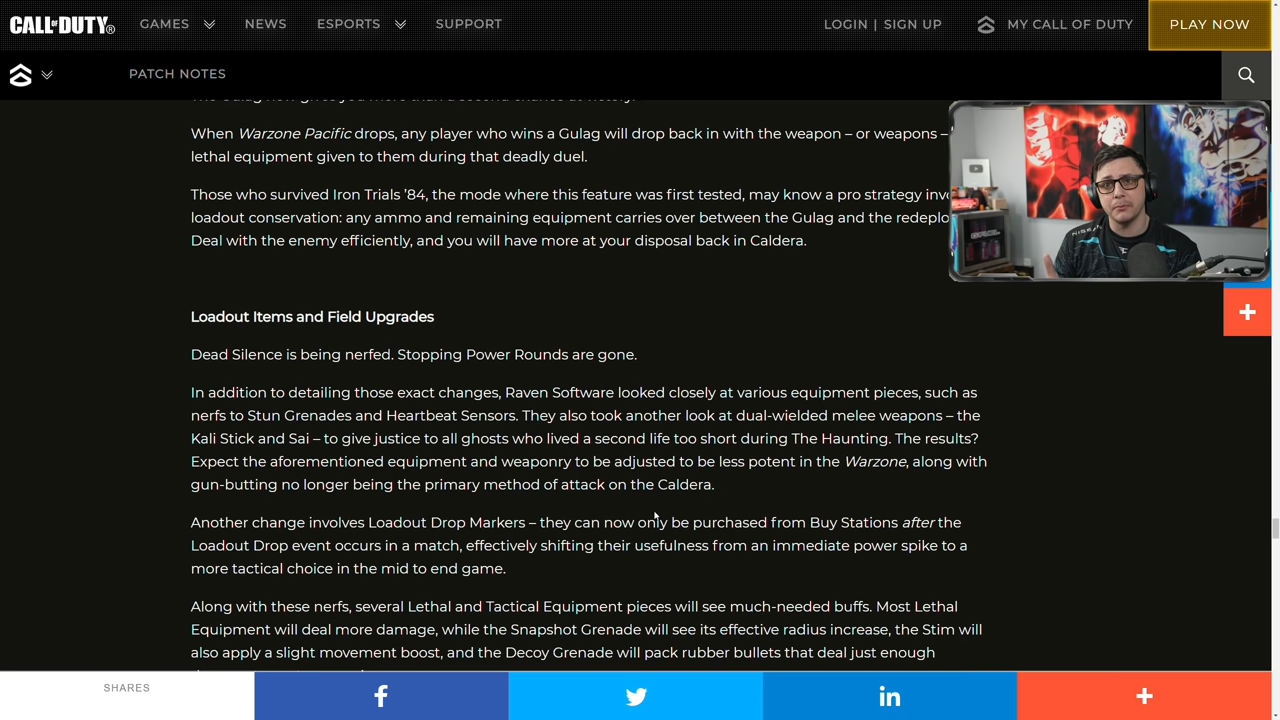 CALL OF DUTY®
GAMES
NEWS
ESPORTS
SUPPORT
LOGIN | SIGN UP
MY CALL OF DUTY
PLAY NOW
PATCH NOTES
When Warzone Pacific drops, any player who wins a Gulag will drop back in with the weapon – or weapons –
lethal equipment given to them during that deadly duel.
Those who survived Iron Trials ’84, the mode where this feature was first tested, may know a pro strategy
loadout conservation: any ammo and remaining equipment carries over between the Gulag and the
Deal with the enemy efficiently, and you will have more at your disposal back in Caldera.
Loadout Items and Field Upgrades
Dead Silence is being nerfed. Stopping Power Rounds are gone.
In addition to detailing those exact changes, Raven Software looked closely at various equipment pieces, such as
nerfs to Stun Grenades and Heartbeat Sensors. They also took another look at dual-wielded melee weapons – the
Kali Stick and Sai – to give justice to all ghosts who lived a second life too short during The Haunting. The results?
Expect the aforementioned equipment and weaponry to be adjusted to be less potent in the Warzone, along with
gun-butting no longer being the primary method of attack on the Caldera.
Another change involves Loadout Drop Markers – they can now only be purchased from Buy Stations after the
Loadout Drop event occurs in a match, effectively shifting their usefulness from an immediate power spike to a
more tactical choice in the mid to end game.
Along with these nerfs, several Lethal and Tactical Equipment pieces will see much-needed buffs. Most Lethal
Equipment will deal more damage, while the Snapshot Grenade will see its effective radius increase, the Stim will
also apply a slight movement boost, and the Decoy Grenade will pack rubber bullets that deal just enough
SHARES